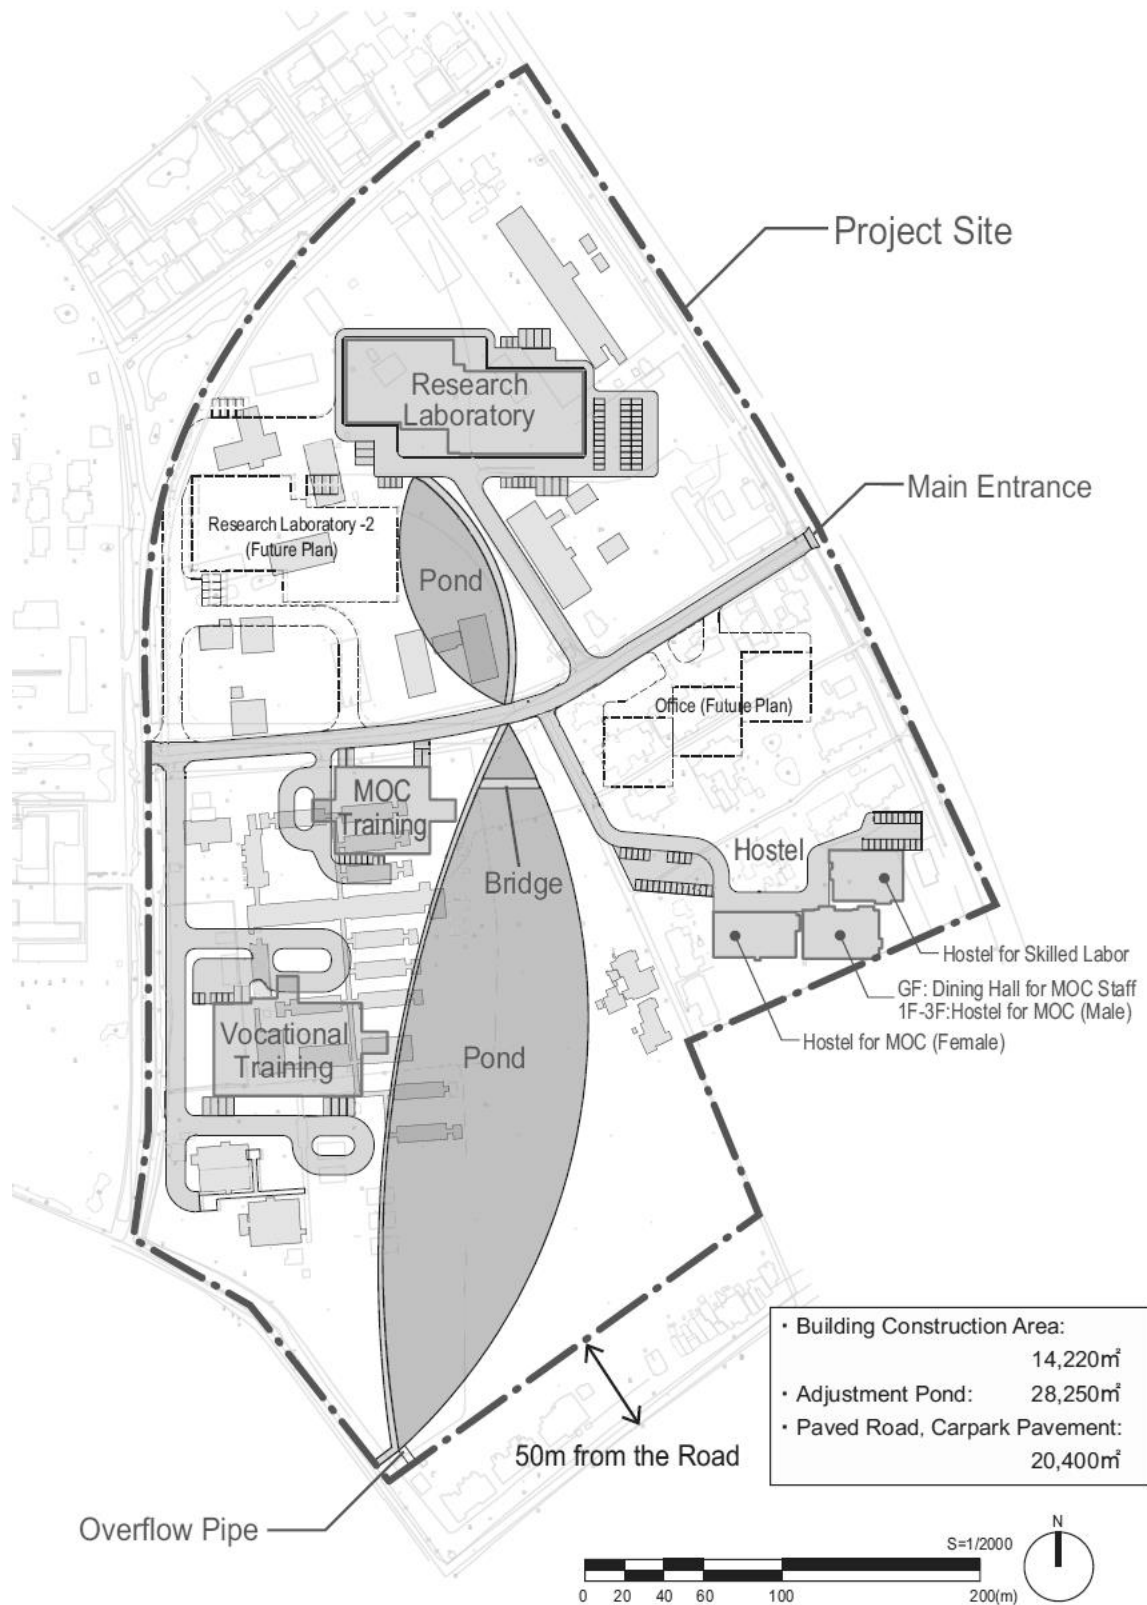 Project Site
Research
Laboratory
Main Entrance
Research Laboratory -2
(Future Plan)
Pond
Office (Future Plan)
MOC
Training
Bridge
Hostel
Hostel for Skilled Labor
GF: Dining Hall for MOC Staff
1F-3F:Hostel for MOC (Male)
Hostel for MOC (Female)
Vocational
Training
Pond
・Building Construction Area:
14,220㎡
・Adjustment Pond: 28,250㎡
・Paved Road, Carpark Pavement:
20,400㎡
50m from the Road
Overflow Pipe
S=1/2000
N
0 20 40 60 100 200(m)